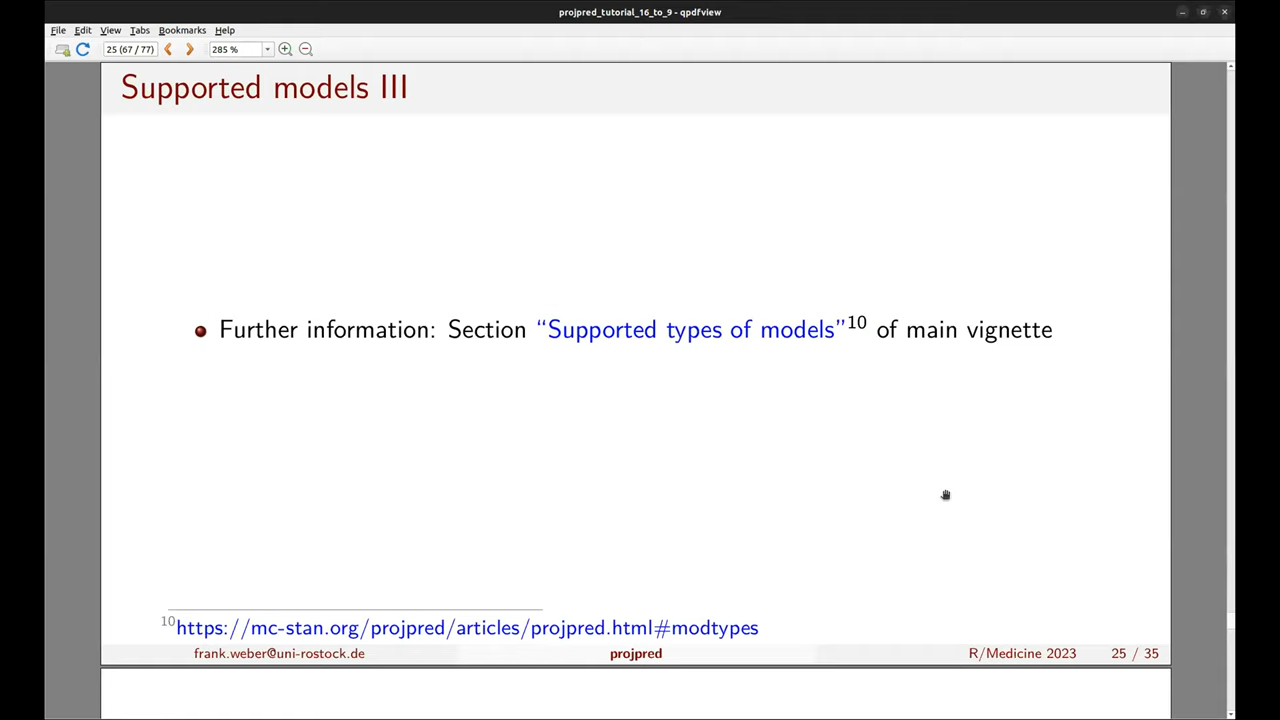 projpred_tutorial_16_to_9 - qpdfview
File Edit View Tabs Bookmarks Help
25 (67 / 77) 285 %
Supported models III
Further information: Section “Supported types of models”10 of main vignette
10https://mc-stan.org/projpred/articles/projpred.html#modtypes
frank.weber@uni-rostock.de projpred R/Medicine 2023 25 / 35